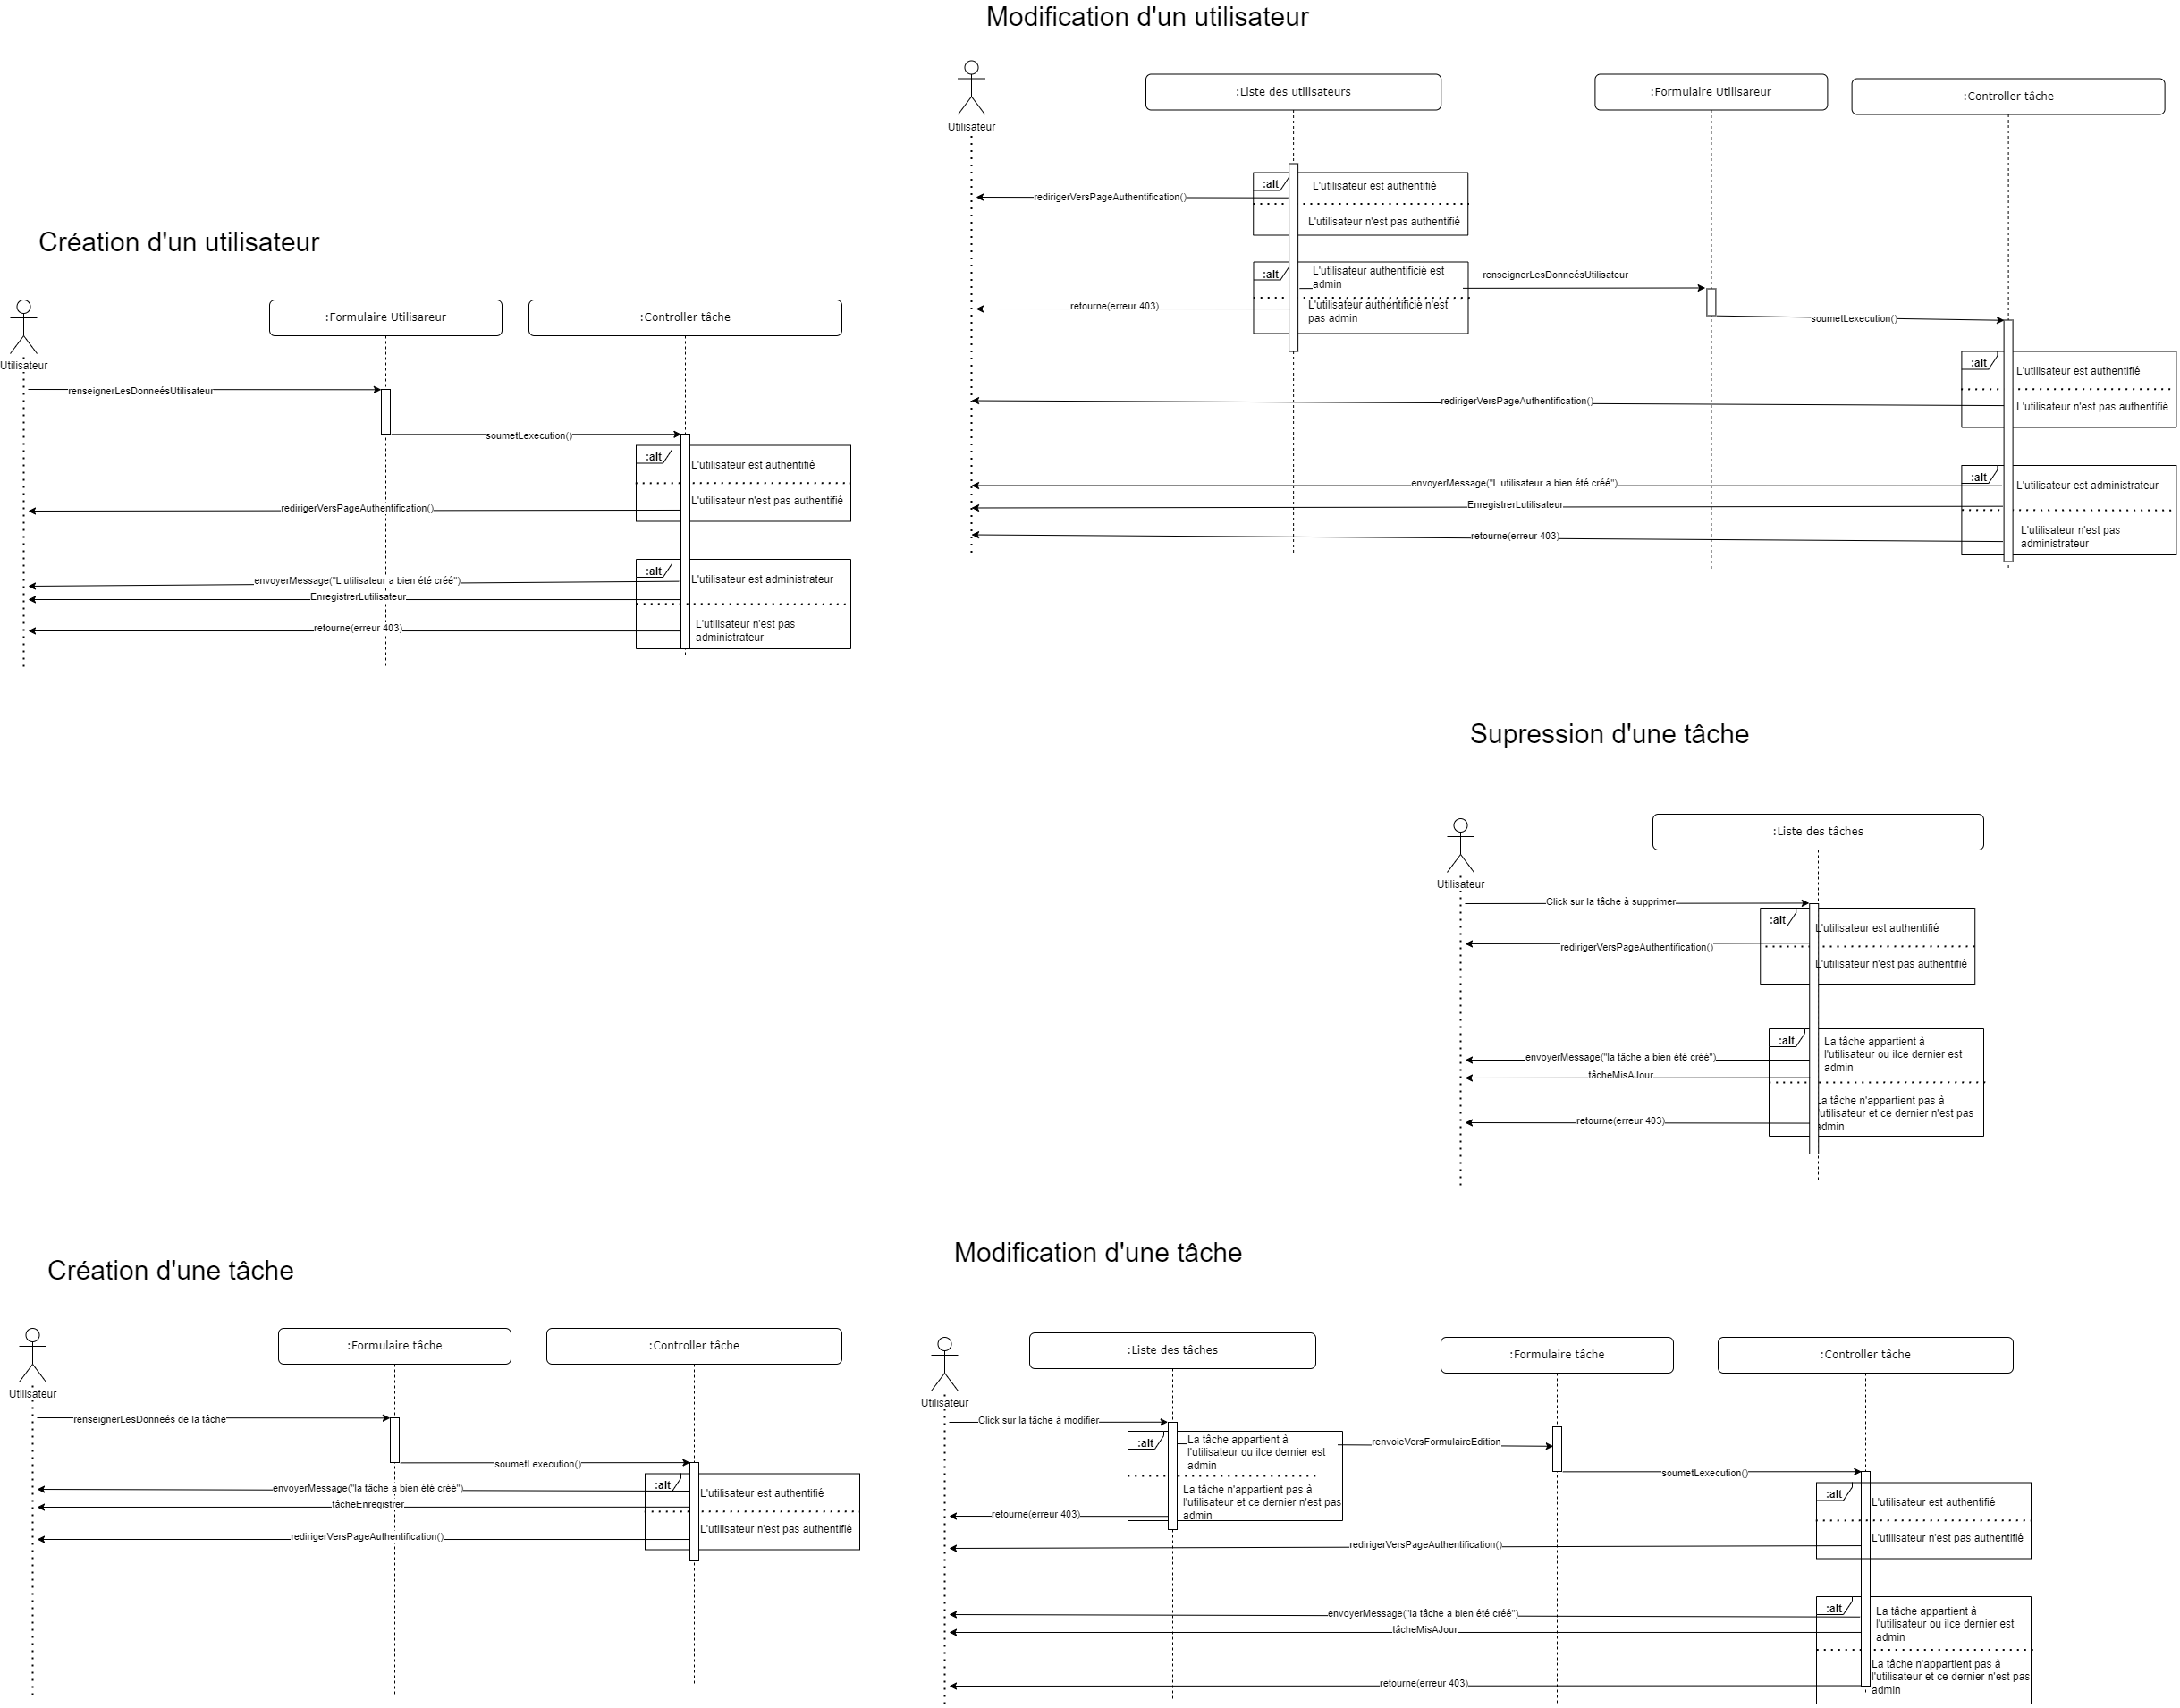 Modification d'un utilisateur
Utilisateur
:Liste des utilisateurs
:Formulaire Utilisareur
:Controller tâche
:alt
L'utilisateur est authentifié
redirigerVersPageAuthentification()
L'utilisateur n'est pas authentifié
:alt
L'utilisateur authentificié est
admin
renseignerLesDonneésUtilisateur
retourne(erreur 403)
L'utilisateur authentificié n'est
pas admin
soumetLexecution()
:alt
L'utilisateur est authentifié
redirigerVersPageAuthentification()
L'utilisateur n'est pas authentifié
:alt
envoyerMessage("L utilisateur a bien été créé")
L'utilisateur est administrateur
EnregistrerLutilisateur
retourne(erreur 403)
L'utilisateur n'est pas
administrateur
Création d'un utilisateur
Utilisateur
:Formulaire Utilisareur
:Controller tâche
renseignerLesDonneésUtilisateur
soumetLexecution()
:alt
L'utilisateur est authentifié
L'utilisateur n'est pas authentifié
redirigerVersPageAuthentification()
:alt
envoyerMessage("L utilisateur a bien été créé")
L'utilisateur est administrateur
EnregistrerLutilisateur
retourne(erreur 403)
L'utilisateur n'est pas
administrateur
Supression d'une tâche
Utilisateur
:Liste des tâches
Click sur la tâche à supprimer
:alt
L'utilisateur est authentifié
redirigerVersPageAuthentification()
L'utilisateur n'est pas authentifié
:alt
La tâche appartient à
l'utilisateur ou ilce dernier est
admin
envoyerMessage("la tâche a bien été créé")
tâcheMisAJour
La tâche n'appartient pas à
l'utilisateur et ce dernier n'est pas
admin
retourne(erreur 403)
Création d'une tâche
Utilisateur
:Formulaire tâche
:Controller tâche
renseignerLesDonneés de la tâche
soumetLexecution()
:alt
envoyerMessage("la tâche a bien été créé")
L'utilisateur est authentifié
tâcheEnregistrer
L'utilisateur n'est pas authentifié
redirigerVersPageAuthentification()
Modification d'une tâche
Utilisateur
:Liste des tâches
:Formulaire tâche
:Controller tâche
Click sur la tâche à modifier
:alt
La tâche appartient à
l'utilisateur ou ilce dernier est
admin
renvoieVersFormulaireEdition
La tâche n'appartient pas à
l'utilisateur et ce dernier n'est pas
admin
retourne(erreur 403)
soumetLexecution()
:alt
L'utilisateur est authentifié
L'utilisateur n'est pas authentifié
redirigerVersPageAuthentification()
:alt
La tâche appartient à
l'utilisateur ou ilce dernier est
admin
envoyerMessage("la tâche a bien été créé")
tâcheMisAJour
La tâche n'appartient pas à
l'utilisateur et ce dernier n'est pas
admin
retourne(erreur 403)